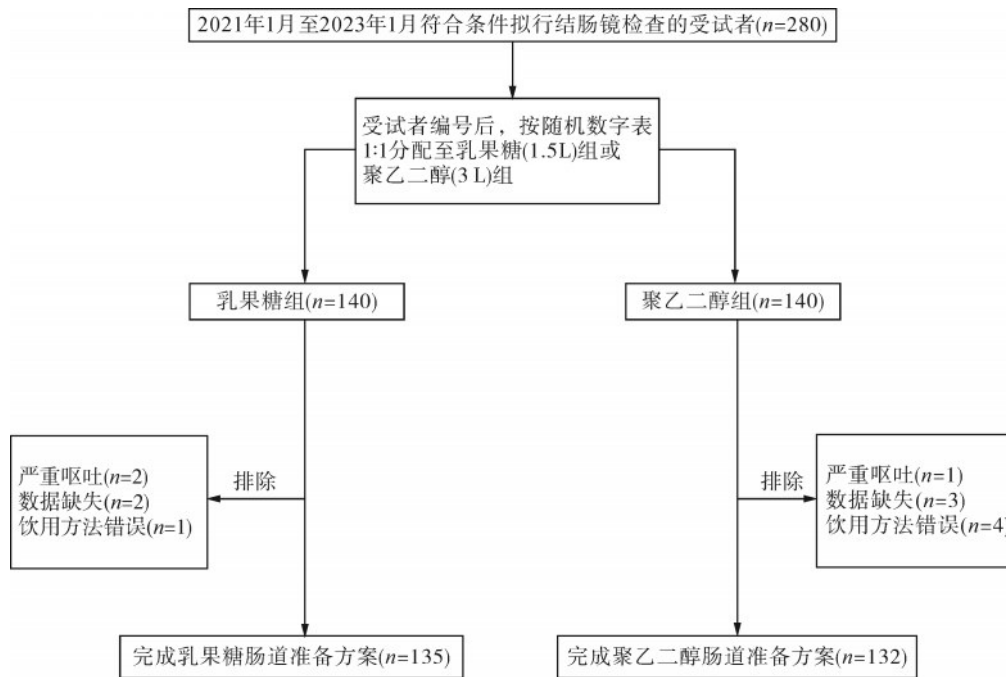 2021年1月至2023年1月符合条件拟行结肠镜检查的受试者(n=280)
受试者编号后，按随机数字表
1∶1分配至乳果糖(1.5L)组或
聚乙二醇(3 L)组
乳果糖组(n=140)
聚乙二醇组(n=140)
严重呕吐(n=2)
数据缺失(n=2)
饮用方法错误(n=1)
排除
排除
严重呕吐(n=1)
数据缺失(n=3)
饮用方法错误(n=4)
完成乳果糖肠道准备方案(n=135)
完成聚乙二醇肠道准备方案(n=132)